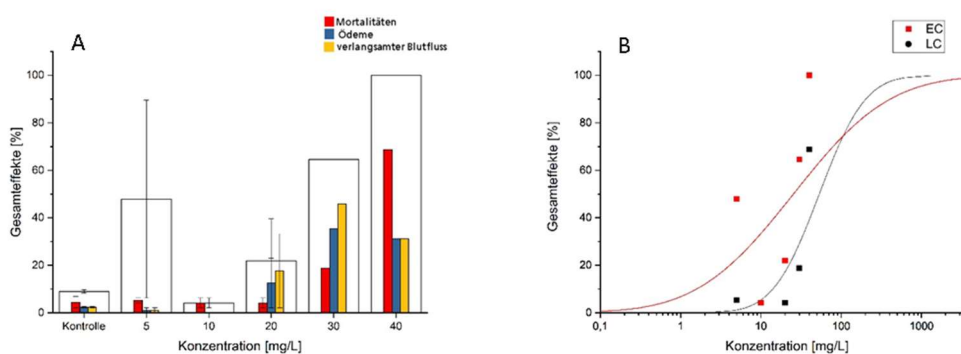 A
Mortalitäten
Ödeme
verlangsamter Blutfluss
Gesamteffekte [%]
100
80
60
40
20
0
Kontrolle 5 10 20 30 40
Konzentration [mg/L]
B
EC
LC
Gesamteffekte [%]
100
80
60
40
20
0
0,1 1 10 100 1000
Konzentration [mg/L]